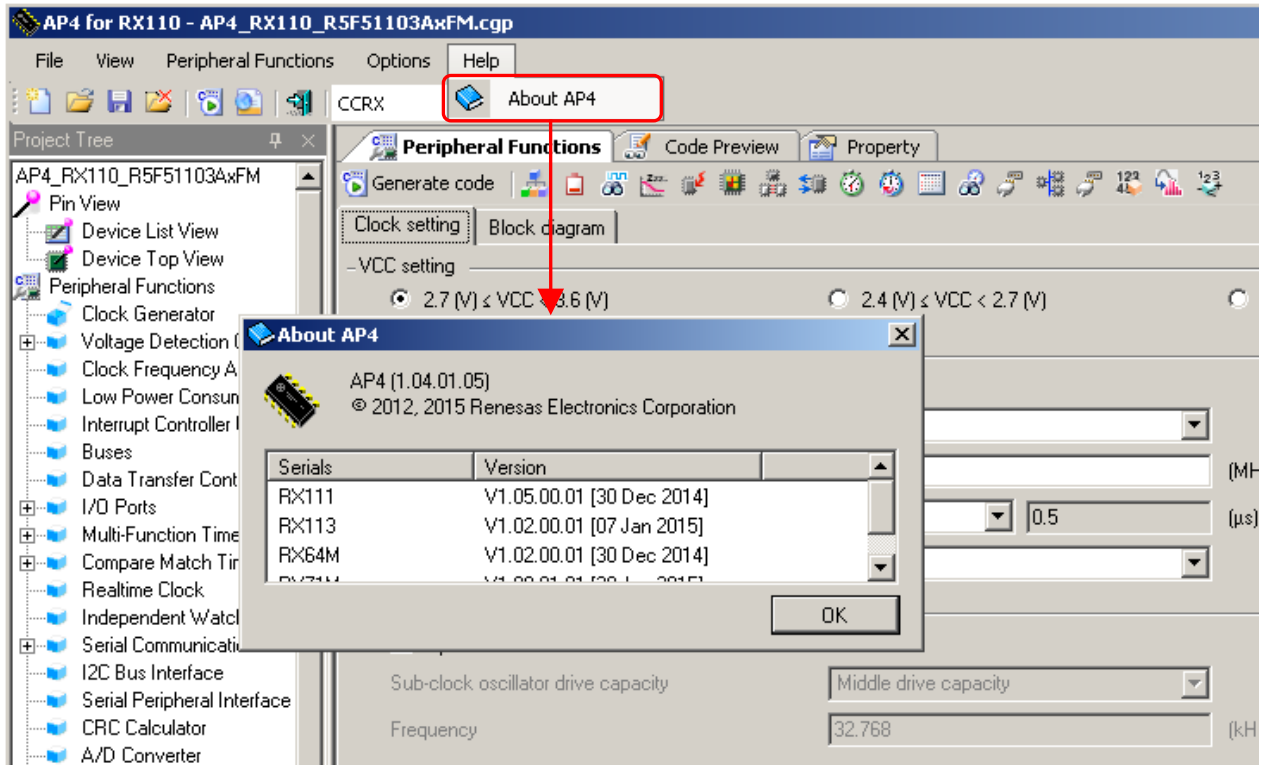 AP4 for RX110 - AP4_RX110_R5F51103AxFM.cgp
File View Peripheral Functions Options Help
CCRX
About AP4
Project Tree
Peripheral Functions Code Preview Property
AP4_RX110_R5F51103AxFM
Generate code
Pin View
Device List View
Device Top View
Peripheral Functions
Clock Generator
Voltage Detection
Clock Frequency A
Low Power Consum
Interrupt Controller
Buses
Data Transfer Cont
I/O Ports
Multi-Function Time
Compare Match Tim
Realtime Clock
Independent Watch
Serial Communicati
I2C Bus Interface
Serial Peripheral Interface
CRC Calculator
A/D Converter
Clock setting Block diagram
VCC setting
2.7 (V) ≤ VCC < 3.6 (V) 2.4 (V) ≤ VCC < 2.7 (V)
About AP4
AP4 (1.04.01.05)
© 2012, 2015 Renesas Electronics Corporation
Serials Version
RX111 V1.05.00.01 [30 Dec 2014]
RX113 V1.02.00.01 [07 Jan 2015]
RX64M V1.02.00.01 [30 Dec 2014]
OK
(MH
0.5 (µs)
Sub-clock oscillator drive capacity Middle drive capacity
Frequency 32.768 (kH